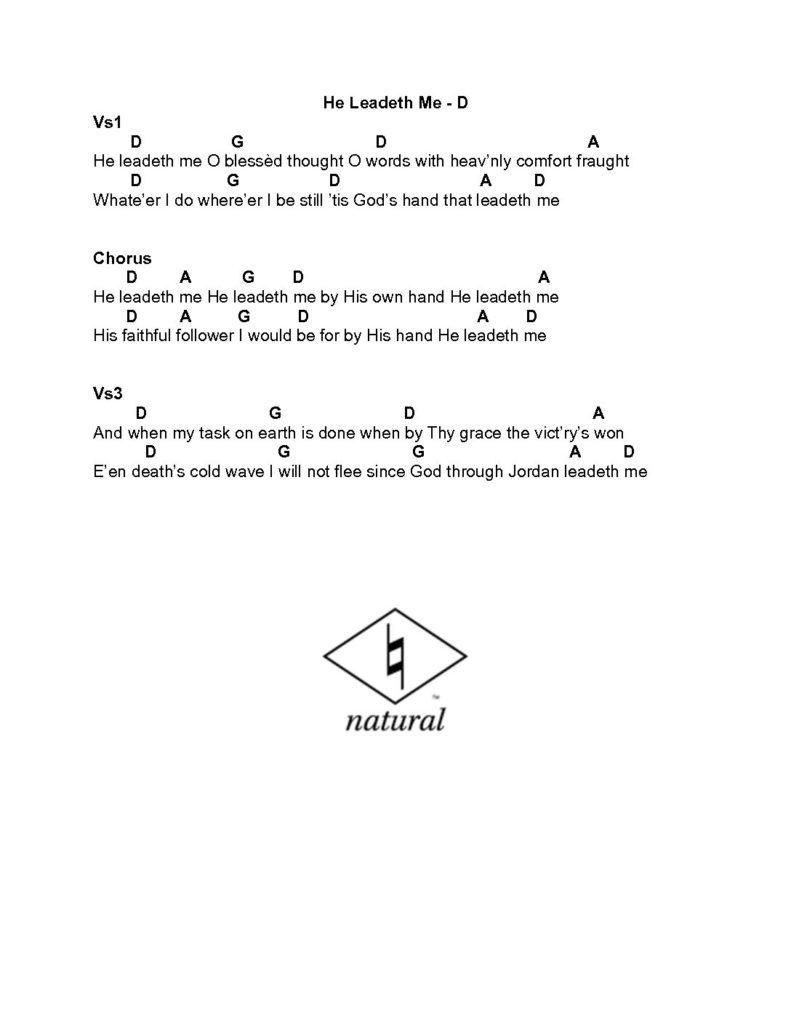 He Leadeth Me - D
Vs1
D G D A
He leadeth me O blessèd thought O words with heav’nly comfort fraught
D G D A D
Whate’er I do where’er I be still ’tis God’s hand that leadeth me
Chorus
D A G D A
He leadeth me He leadeth me by His own hand He leadeth me
D A G D A D
His faithful follower I would be for by His hand He leadeth me
Vs3
D G D A
And when my task on earth is done when by Thy grace the vict’ry’s won
D G G A D
E’en death’s cold wave I will not flee since God through Jordan leadeth me
♮
™
natural